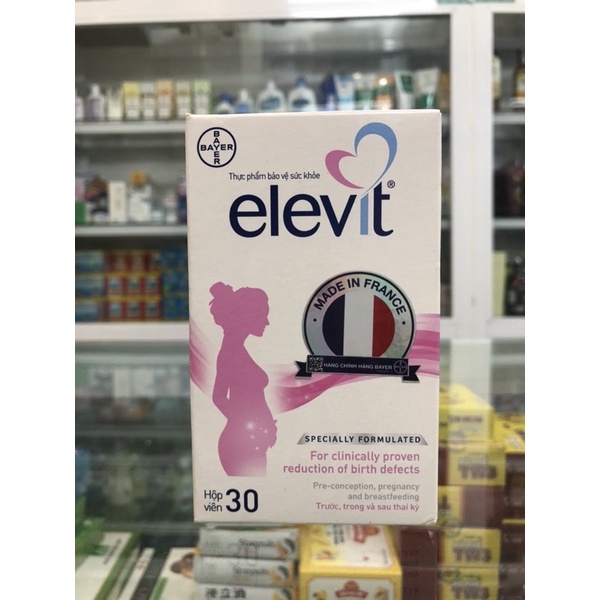 BAYER
BAYER
Thực phẩm bảo vệ sức khỏe
elevit®
MADE IN FRANCE
HÀNG CHÍNH HÃNG BAYER
SPECIALLY FORMULATED
For clinically proven
reduction of birth defects
Pre-conception, pregnancy
and breastfeeding
Trước, trong và sau thai kỳ
Hộp 30
viên